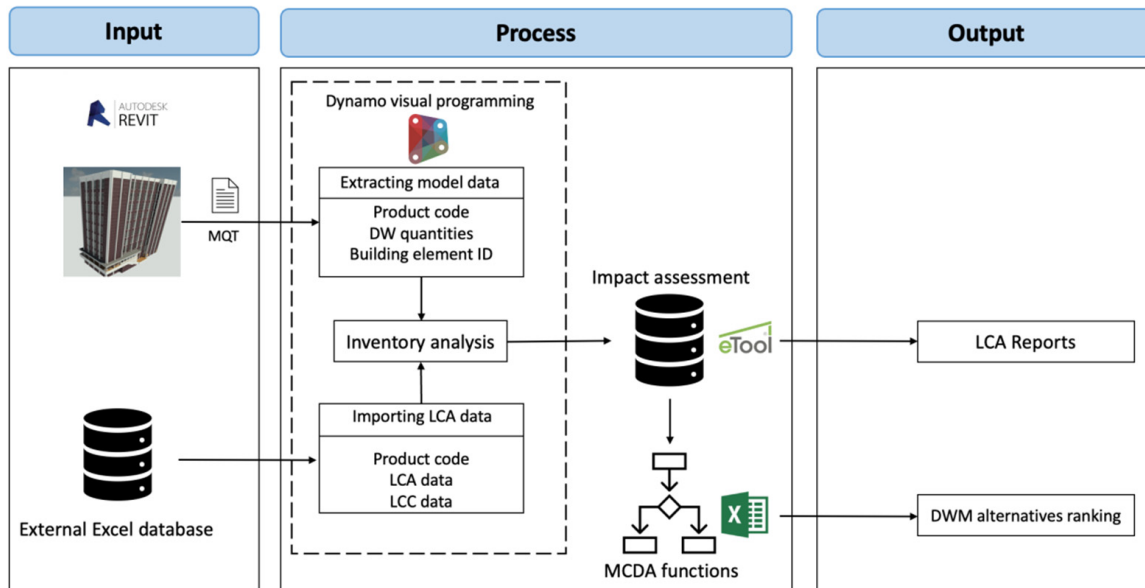 Input
Process
Output
AUTODESK
REVIT
MQT
External Excel database
Dynamo visual programming
Extracting model data
Product code
DW quantities
Building element ID
Inventory analysis
Importing LCA data
Product code
LCA data
LCC data
Impact assessment
eTool
X
MCDA functions
LCA Reports
DWM alternatives ranking